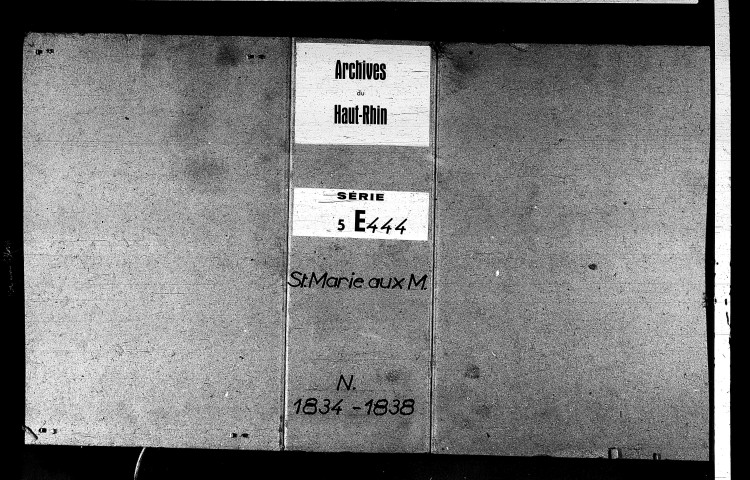 Archives
du
Haut-Rhin
SÉRIE
5 E444
St.Marie aux M.
N.
1834 - 1838